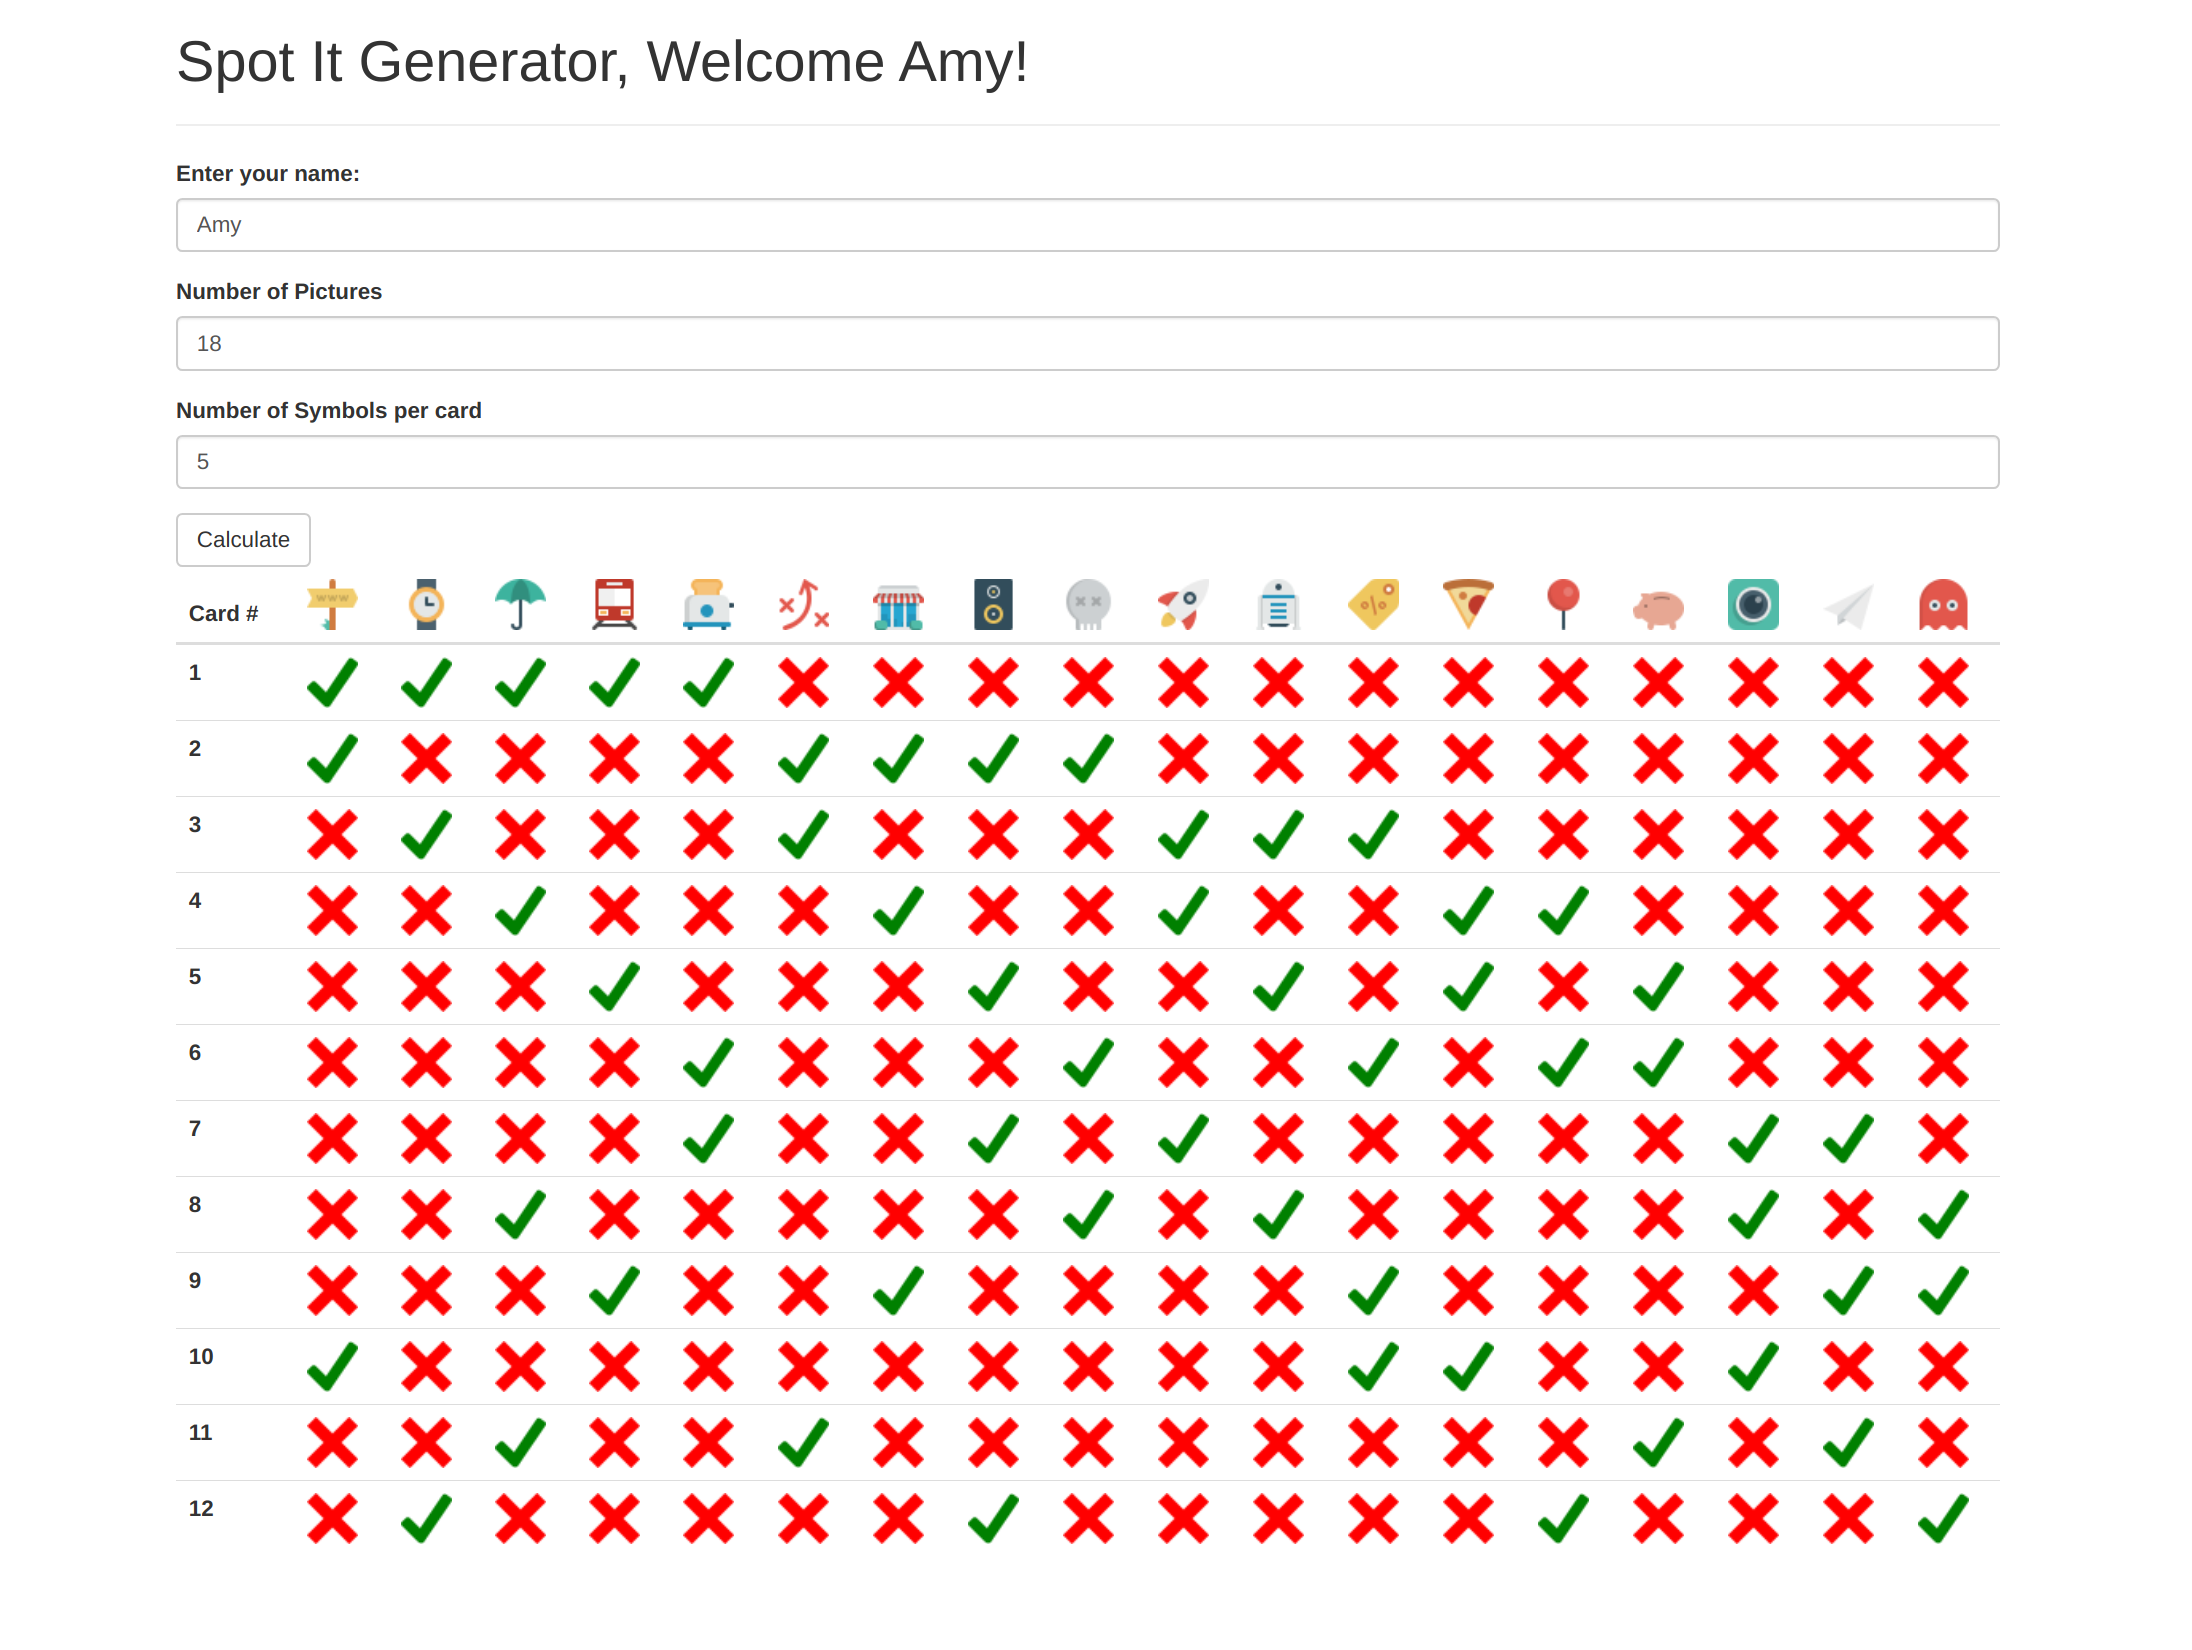 Spot It Generator, Welcome Amy!
Enter your name:
Amy
Number of Pictures
18
Number of Symbols per card
5
Calculate
Card #
www
1
2
3
4
5
6
7
8
9
10
11
12